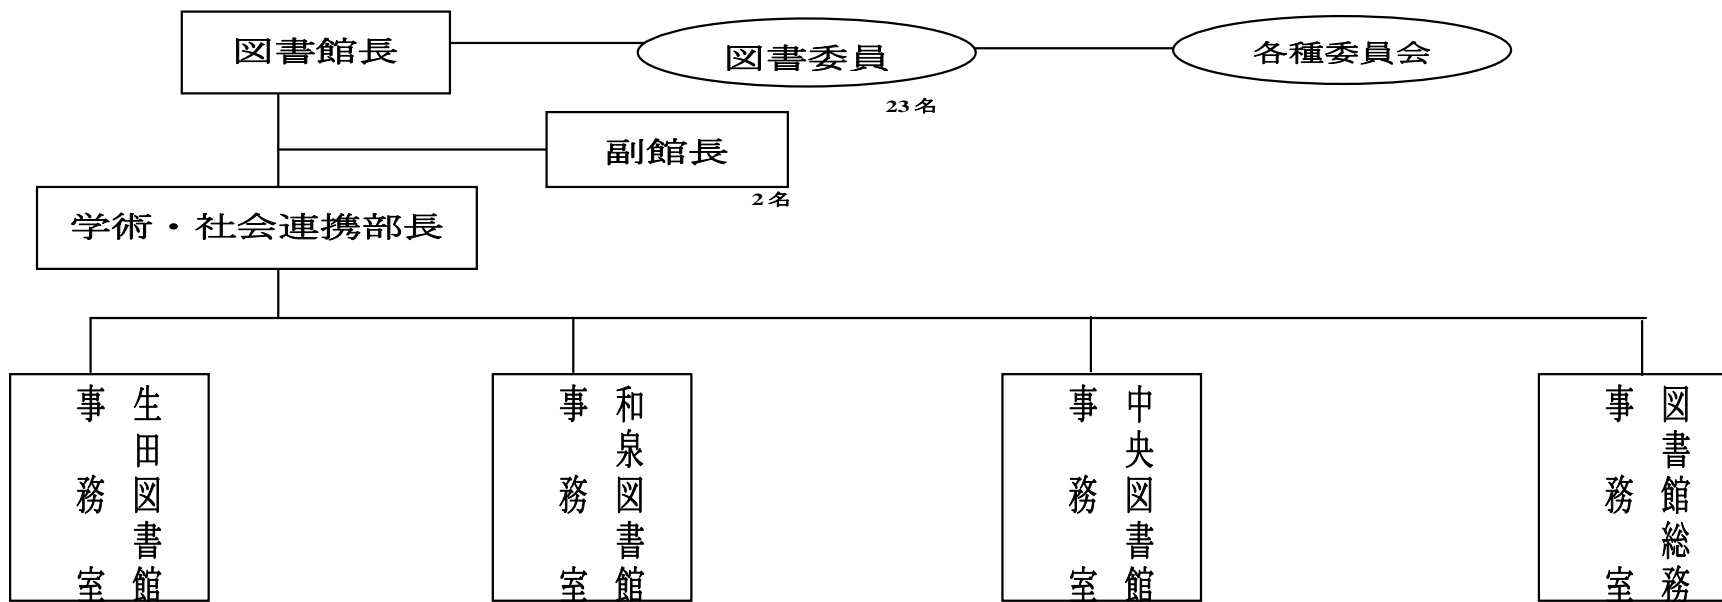 図書館長
図書委員
各種委員会
23名
副館長
2名
学術・社会連携部長
生田図書館
事務室
和泉図書館
事務室
中央図書館
事務室
図書館総務
事務室